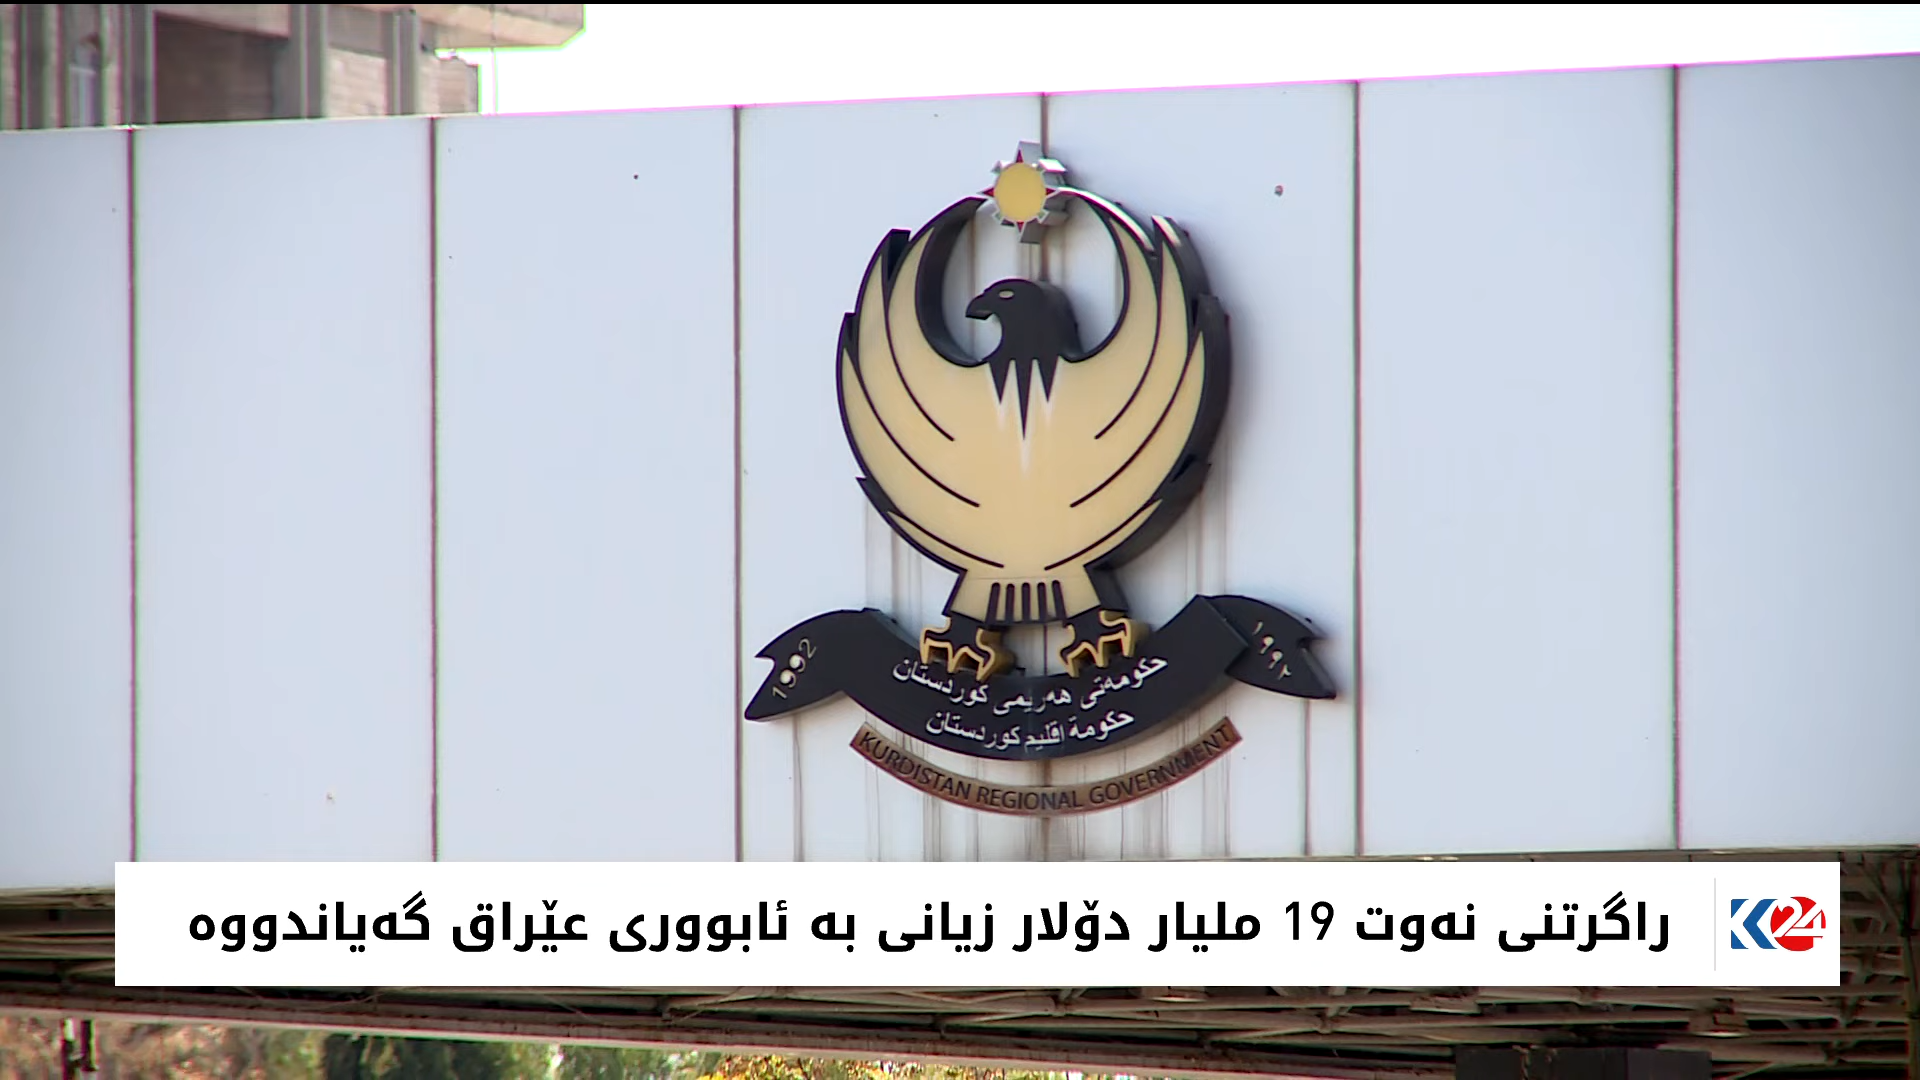 1992
١٩٩٢
حکومەتی هەریمی کوردستان
حكومة اقليم كوردستان
KURDISTAN REGIONAL GOVERNMENT
راگرتنی نەوت 19 ملیار دۆلار زیانی بە ئابووری عێراق گەیاندووە
K24